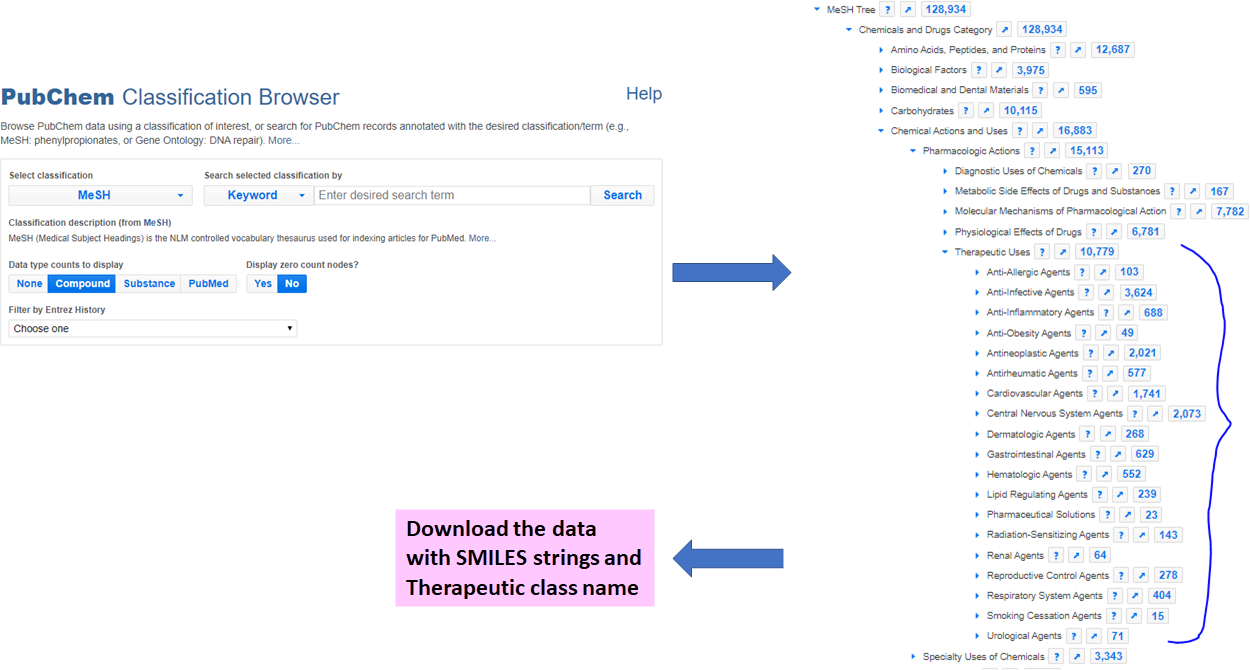 PubChem Classification Browser
Help
Browse PubChem data using a classification of interest, or search for PubChem records annotated with the desired classification/term (e.g.,
MeSH: phenylpropionates, or Gene Ontology: DNA repair). More...
Select classification
Search selected classification by
MeSH
Keyword
Enter desired search term
Search
Classification description (from MeSH)
MeSH (Medical Subject Headings) is the NLM controlled vocabulary thesaurus used for indexing articles for PubMed. More...
Data type counts to display
Display zero count nodes?
None Compound Substance PubMed
Yes No
Filter by Entrez History
Choose one
MeSH Tree ? 128,934
Chemicals and Drugs Category 128,934
Amino Acids, Peptides, and Proteins ? 12,687
Biological Factors ? 3,975
Biomedical and Dental Materials ? 595
Carbohydrates ? 10,115
Chemical Actions and Uses ? 16,883
Pharmacologic Actions ? 15,113
Diagnostic Uses of Chemicals ? 270
Metabolic Side Effects of Drugs and Substances ? 167
Molecular Mechanisms of Pharmacological Action ? 7,782
Physiological Effects of Drugs ? 6,781
Therapeutic Uses ? 10,779
Anti-Allergic Agents ? 103
Anti-Infective Agents ? 3,624
Anti-Inflammatory Agents ? 688
Anti-Obesity Agents ? 49
Antineoplastic Agents ? 2,021
Antirheumatic Agents ? 577
Cardiovascular Agents ? 1,741
Central Nervous System Agents ? 2,073
Dermatologic Agents ? 268
Gastrointestinal Agents ? 629
Hematologic Agents ? 552
Lipid Regulating Agents ? 239
Pharmaceutical Solutions ? 23
Radiation-Sensitizing Agents ? 143
Renal Agents ? 64
Reproductive Control Agents ? 278
Respiratory System Agents ? 404
Smoking Cessation Agents ? 15
Urological Agents ? 71
Specialty Uses of Chemicals ? 3,343
Download the data
with SMILES strings and
Therapeutic class name